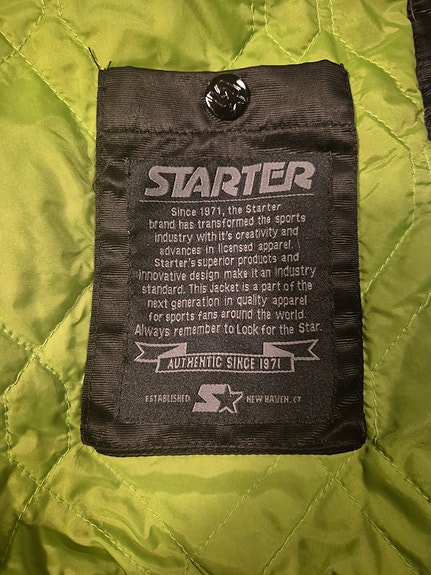 STARTER
Since 1971, the Starter
brand has transformed the sports
industry with it's creativity and
advances in licensed apparel.
Starter's superior products and
innovative design make it an industry
standard. This Jacket is a part of the
next generation in quality apparel
for sports fans around the world.
Always remember to Look for the Star.
AUTHENTIC SINCE 1971
ESTABLISHED S NEW HAVEN, CT